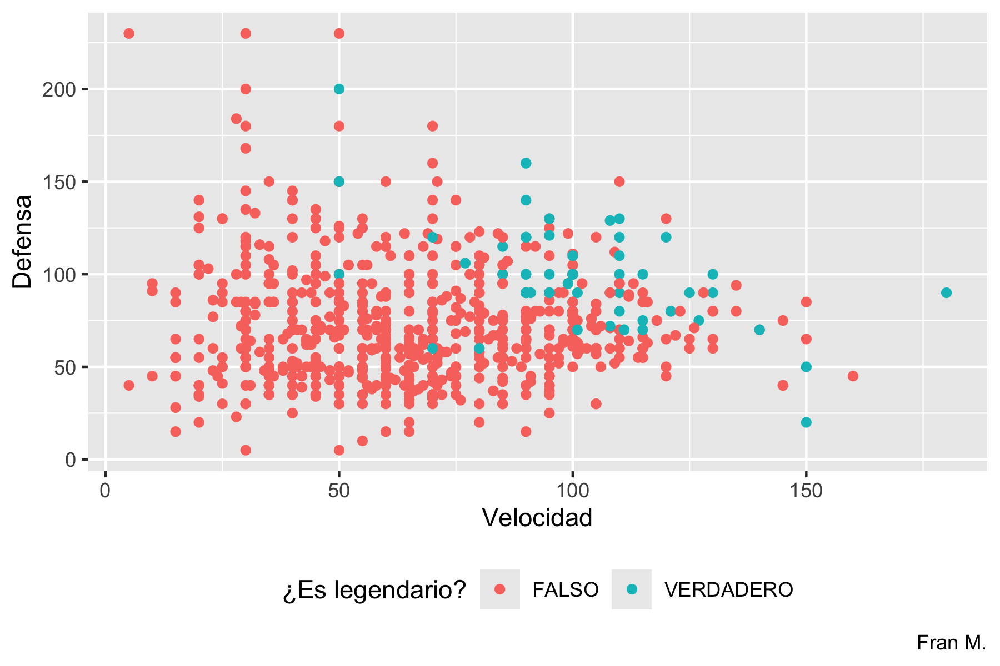 Defensa
200
150
100
50
0
0 50 100 150
Velocidad
¿Es legendario? FALSO VERDADERO
Fran M.